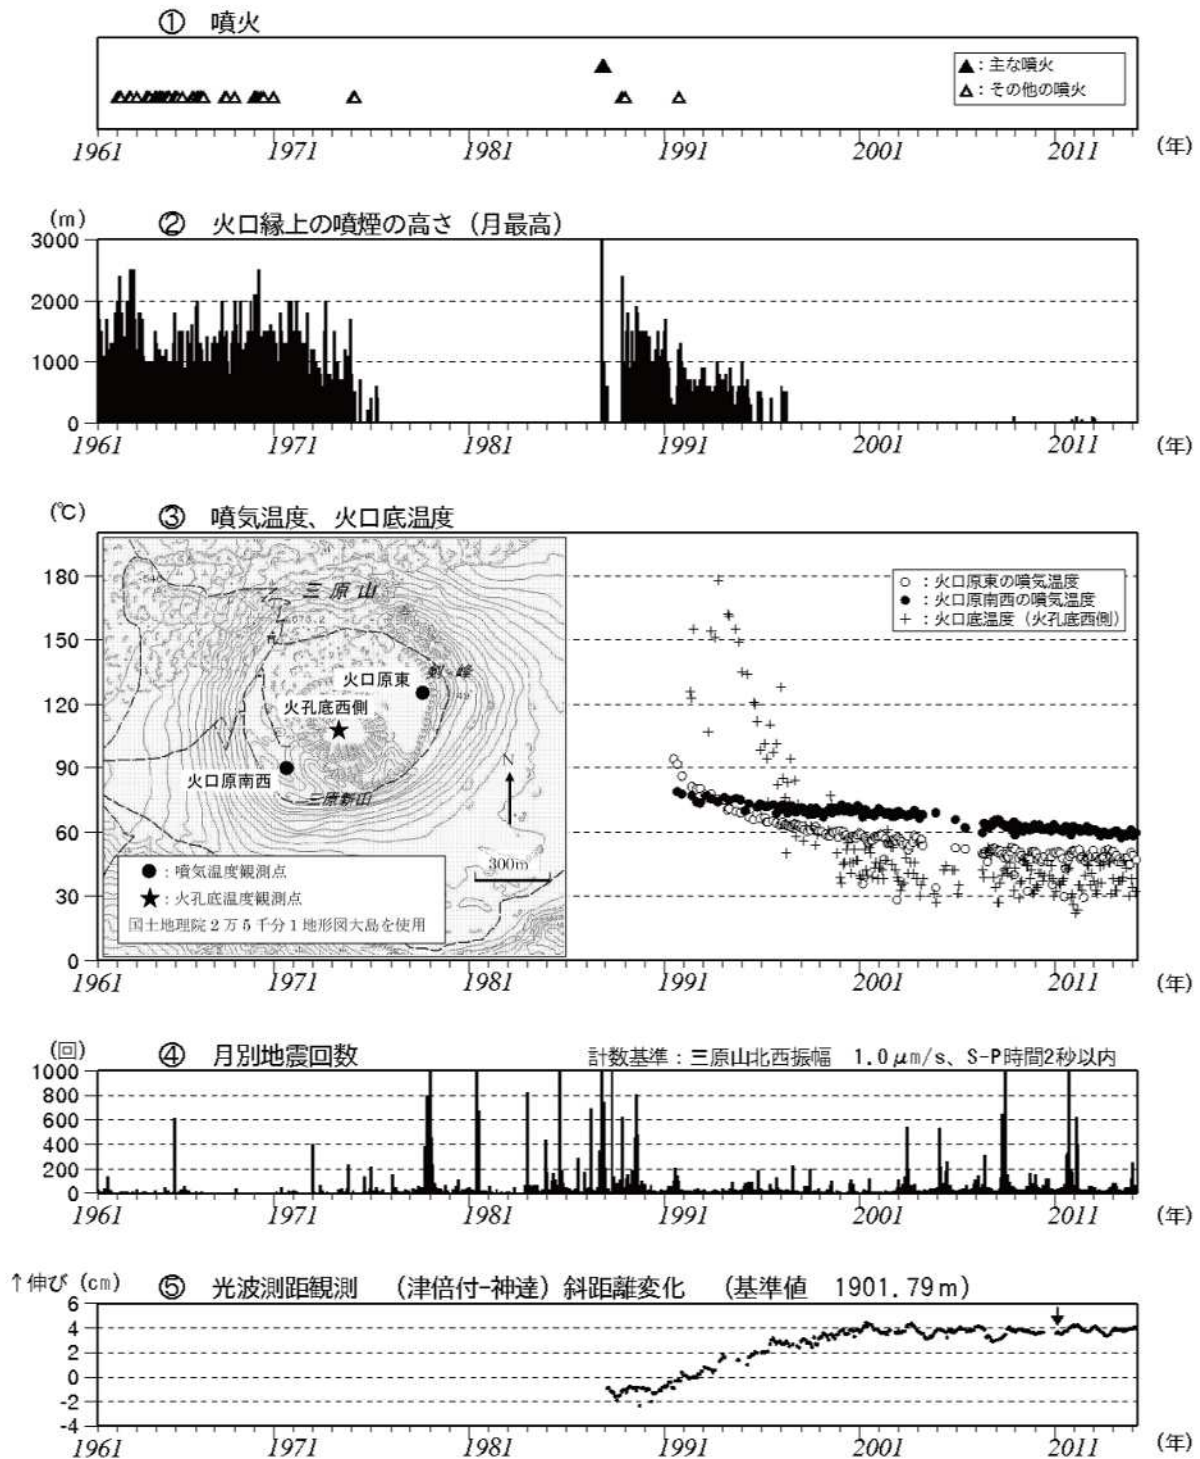 ① 噴火
▲：主な噴火
△：その他の噴火
1961 1971 1981 1991 2001 2011 (年)
(m) ② 火口縁上の噴煙の高さ（月最高）
3000
2000
1000
0
1961 1971 1981 1991 2001 2011 (年)
(℃) ③ 噴気温度、火口底温度
180
150
120
90
60
30
0
三原山
剣峰
火口原東
火孔底西側
火口原南西
三原新山
N
300m
●：噴気温度観測点
★：火孔底温度観測点
国土地理院２万５千分１地形図大島を使用
○：火口原東の噴気温度
●：火口原南西の噴気温度
＋：火口底温度（火孔底西側）
1961 1971 1981 1991 2001 2011 (年)
(回) ④ 月別地震回数 計数基準：三原山北西振幅 1.0μm/s、S-P時間2秒以内
1000
800
600
400
200
0
1961 1971 1981 1991 2001 2011 (年)
↑伸び (cm) ⑤ 光波測距観測 （津倍付-神達）斜距離変化 （基準値 1901.79m）
6
4
2
0
-2
-4
1961 1971 1981 1991 2001 2011 (年)